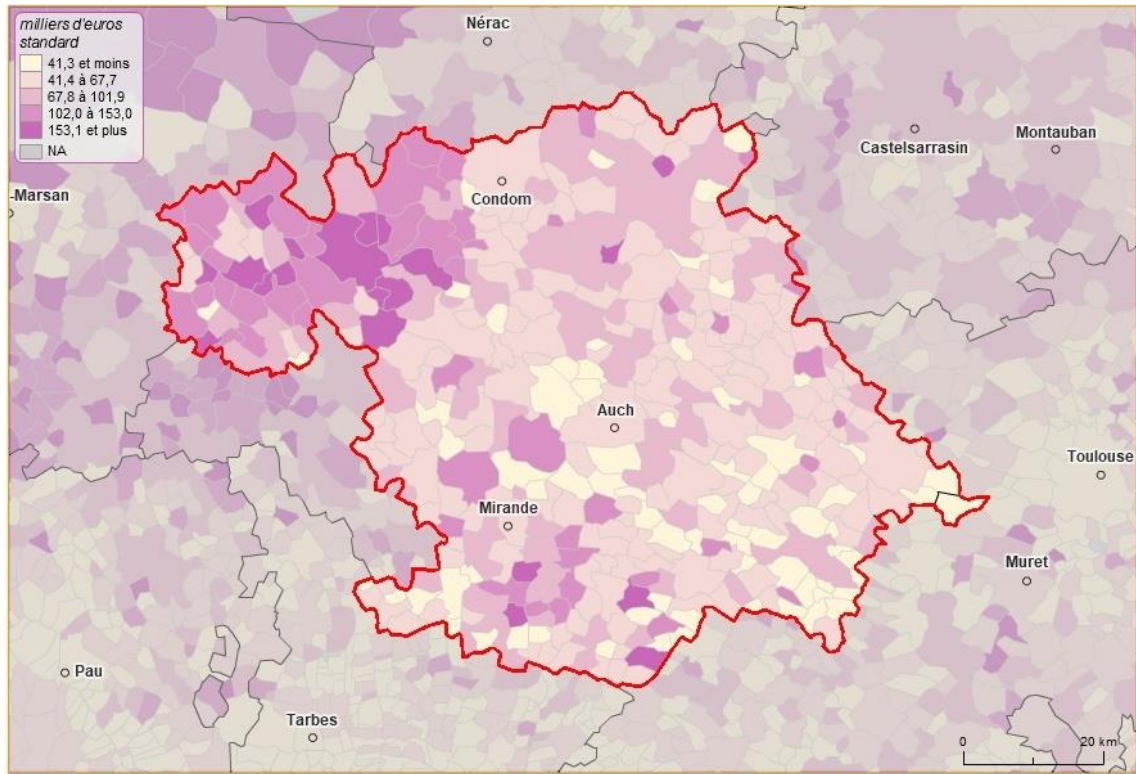 milliers d'euros
standard
41,3 et moins
41,4 à 67,7
67,8 à 101,9
102,0 à 153,0
153,1 et plus
NA
Nérac
Castelsarrasin
Montauban
-Marsan
Condom
Auch
Toulouse
Mirande
Muret
Pau
Tarbes
0 20 km